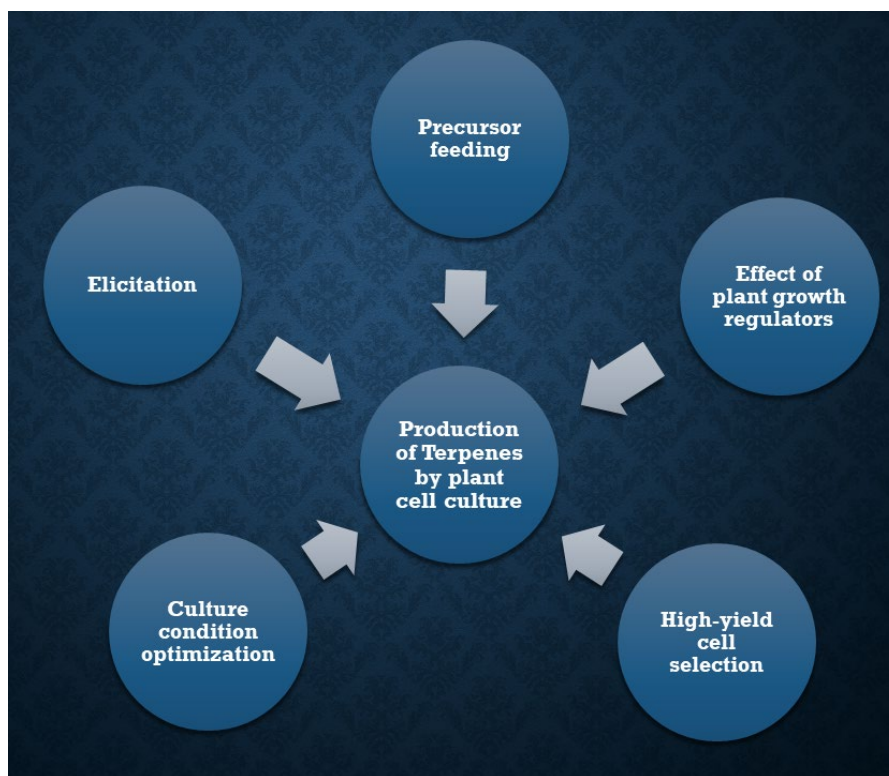 Precursor
feeding
Elicitation
Effect of
plant growth
regulators
Production
of Terpenes
by plant
cell culture
Culture
condition
optimization
High-yield
cell
selection